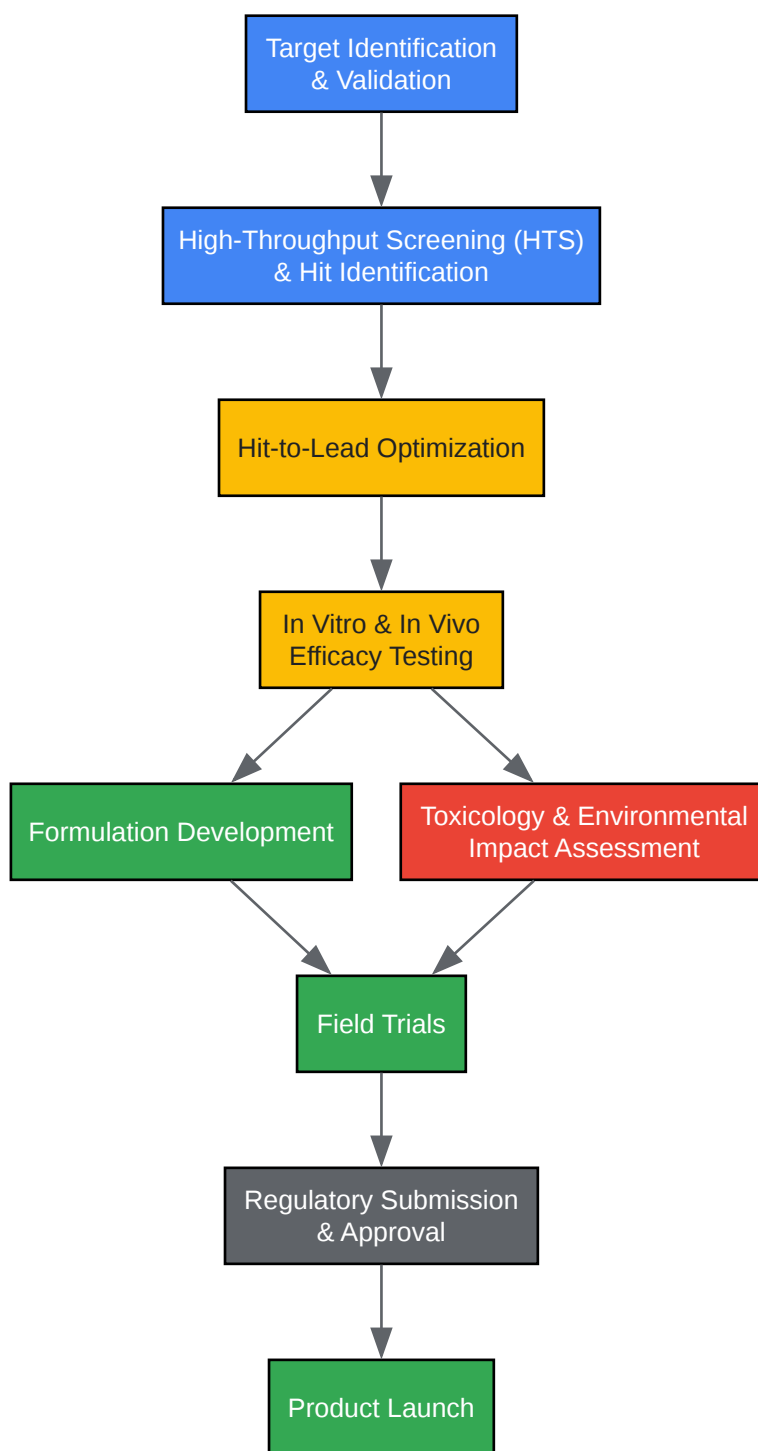 Target Identification
& Validation
High-Throughput Screening (HTS)
& Hit Identification
Hit-to-Lead Optimization
In Vitro & In Vivo
Efficacy Testing
Formulation Development
Toxicology & Environmental
Impact Assessment
Field Trials
Regulatory Submission
& Approval
Product Launch